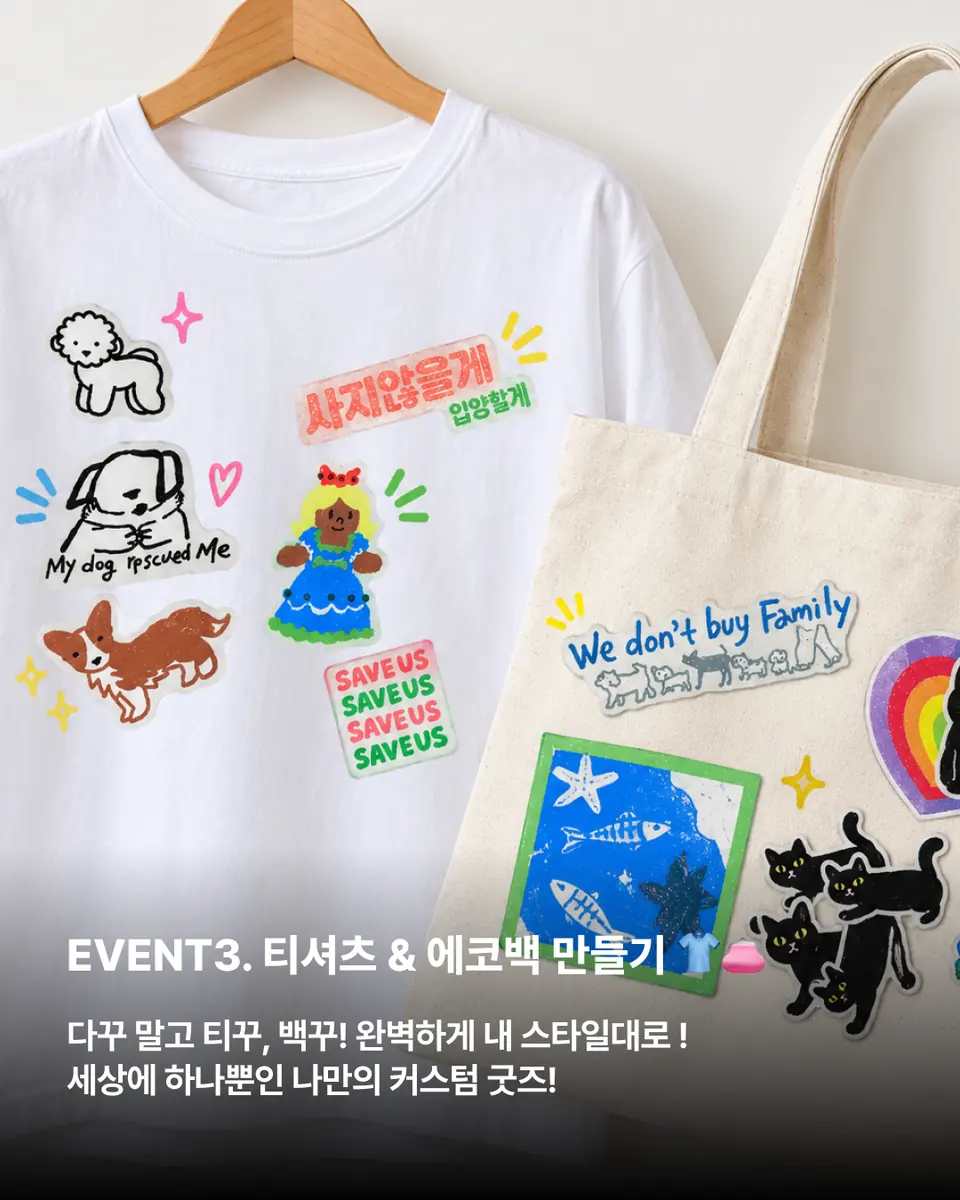 사지않을게
입양할게
My dog rescued Me
SAVE US
SAVE US
SAVE US
SAVE US
We don't buy Family
EVENT3. 티셔츠 & 에코백 만들기👕👛
다꾸 말고 티꾸, 백꾸! 완벽하게 내 스타일대로 !
세상에 하나뿐인 나만의 커스텀 굿즈!